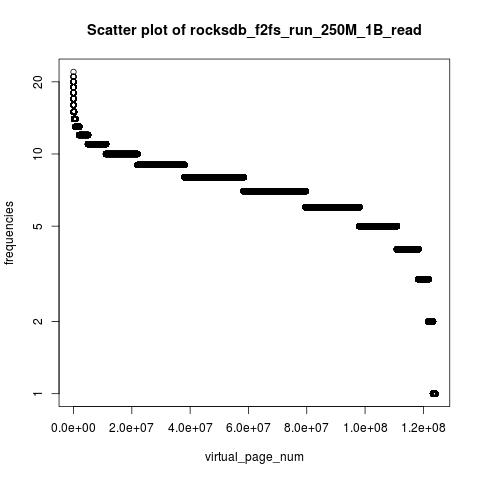 Scatter plot of rocksdb_f2fs_run_250M_1B_read
frequencies
20
10
5
2
1
0.0e+00 2.0e+07 4.0e+07 6.0e+07 8.0e+07 1.0e+08 1.2e+08
virtual_page_num